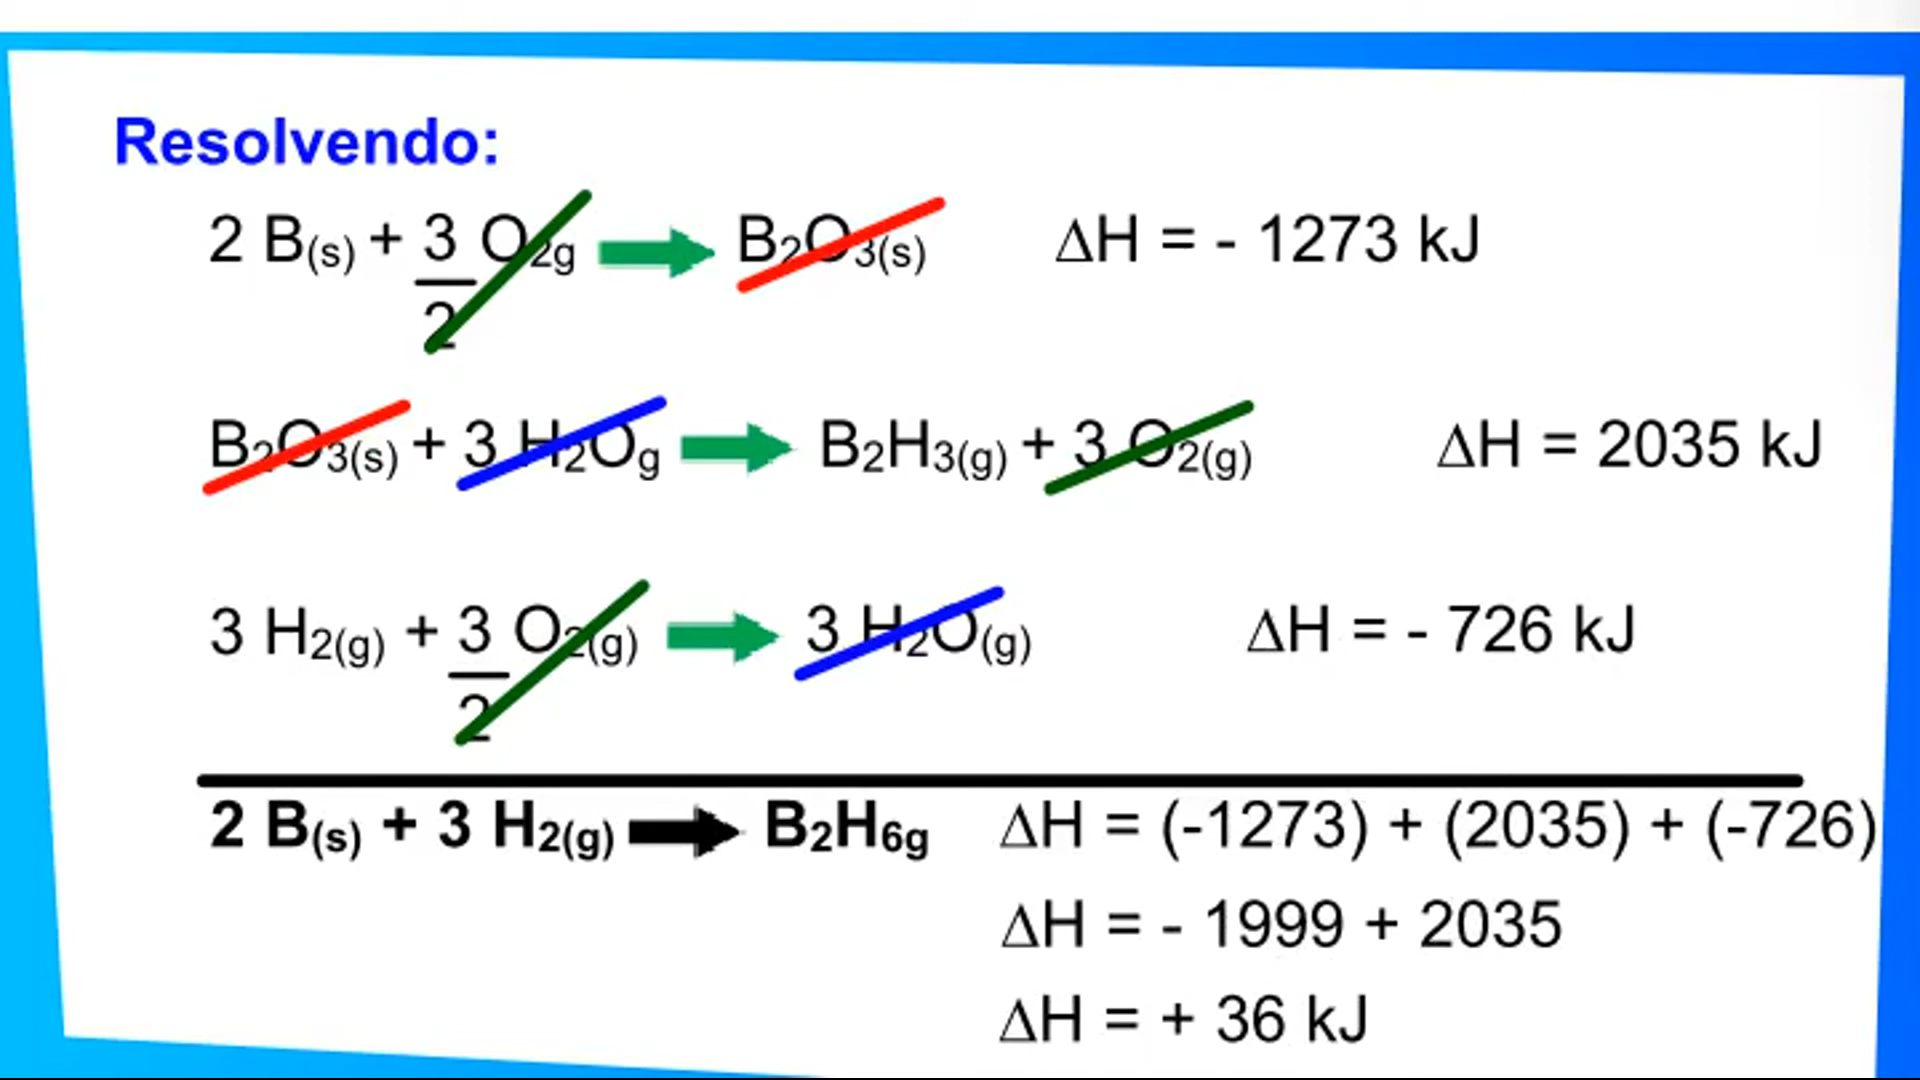 Resolvendo:
2 B(s) + 3/2 O2g → B2O3(s) ΔH = - 1273 kJ
B2O3(s) + 3 H2Og → B2H3(g) + 3 O2(g) ΔH = 2035 kJ
3 H2(g) + 3/2 O2(g) → 3 H2O(g) ΔH = - 726 kJ
2 B(s) + 3 H2(g) → B2H6g ΔH = (-1273) + (2035) + (-726)
ΔH = - 1999 + 2035
ΔH = + 36 kJ